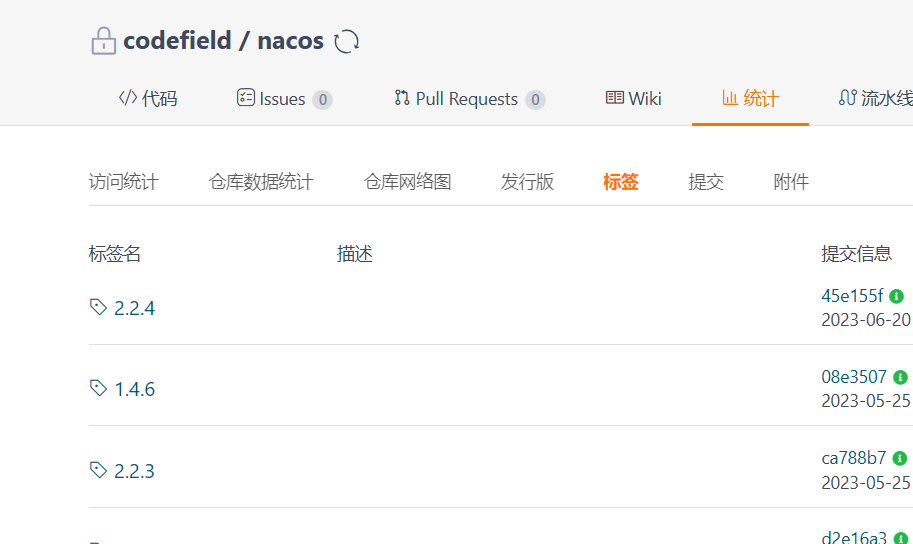 codefield / nacos
代码 Issues 0 Pull Requests 0 Wiki 统计 流水线
访问统计 仓库数据统计 仓库网络图 发行版 标签 提交 附件
标签名 描述 提交信息
2.2.4 45e155f
2023-06-20
1.4.6 08e3507
2023-05-25
2.2.3 ca788b7
2023-05-25
d2e16a3